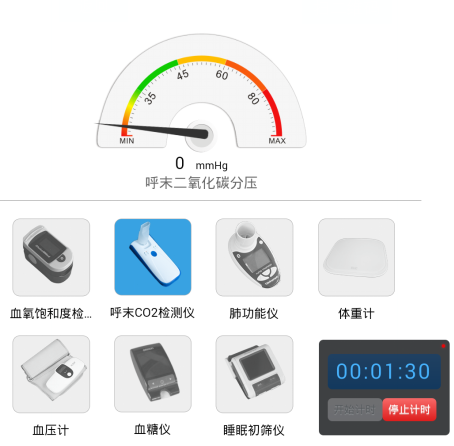 35
45
60
80
MIN
MAX
0 mmHg
呼末二氧化碳分压
血氧饱和度检...
呼末CO2检测仪
肺功能仪
体重计
00:01:30
开始计时
停止计时
血压计
血糖仪
睡眠初筛仪